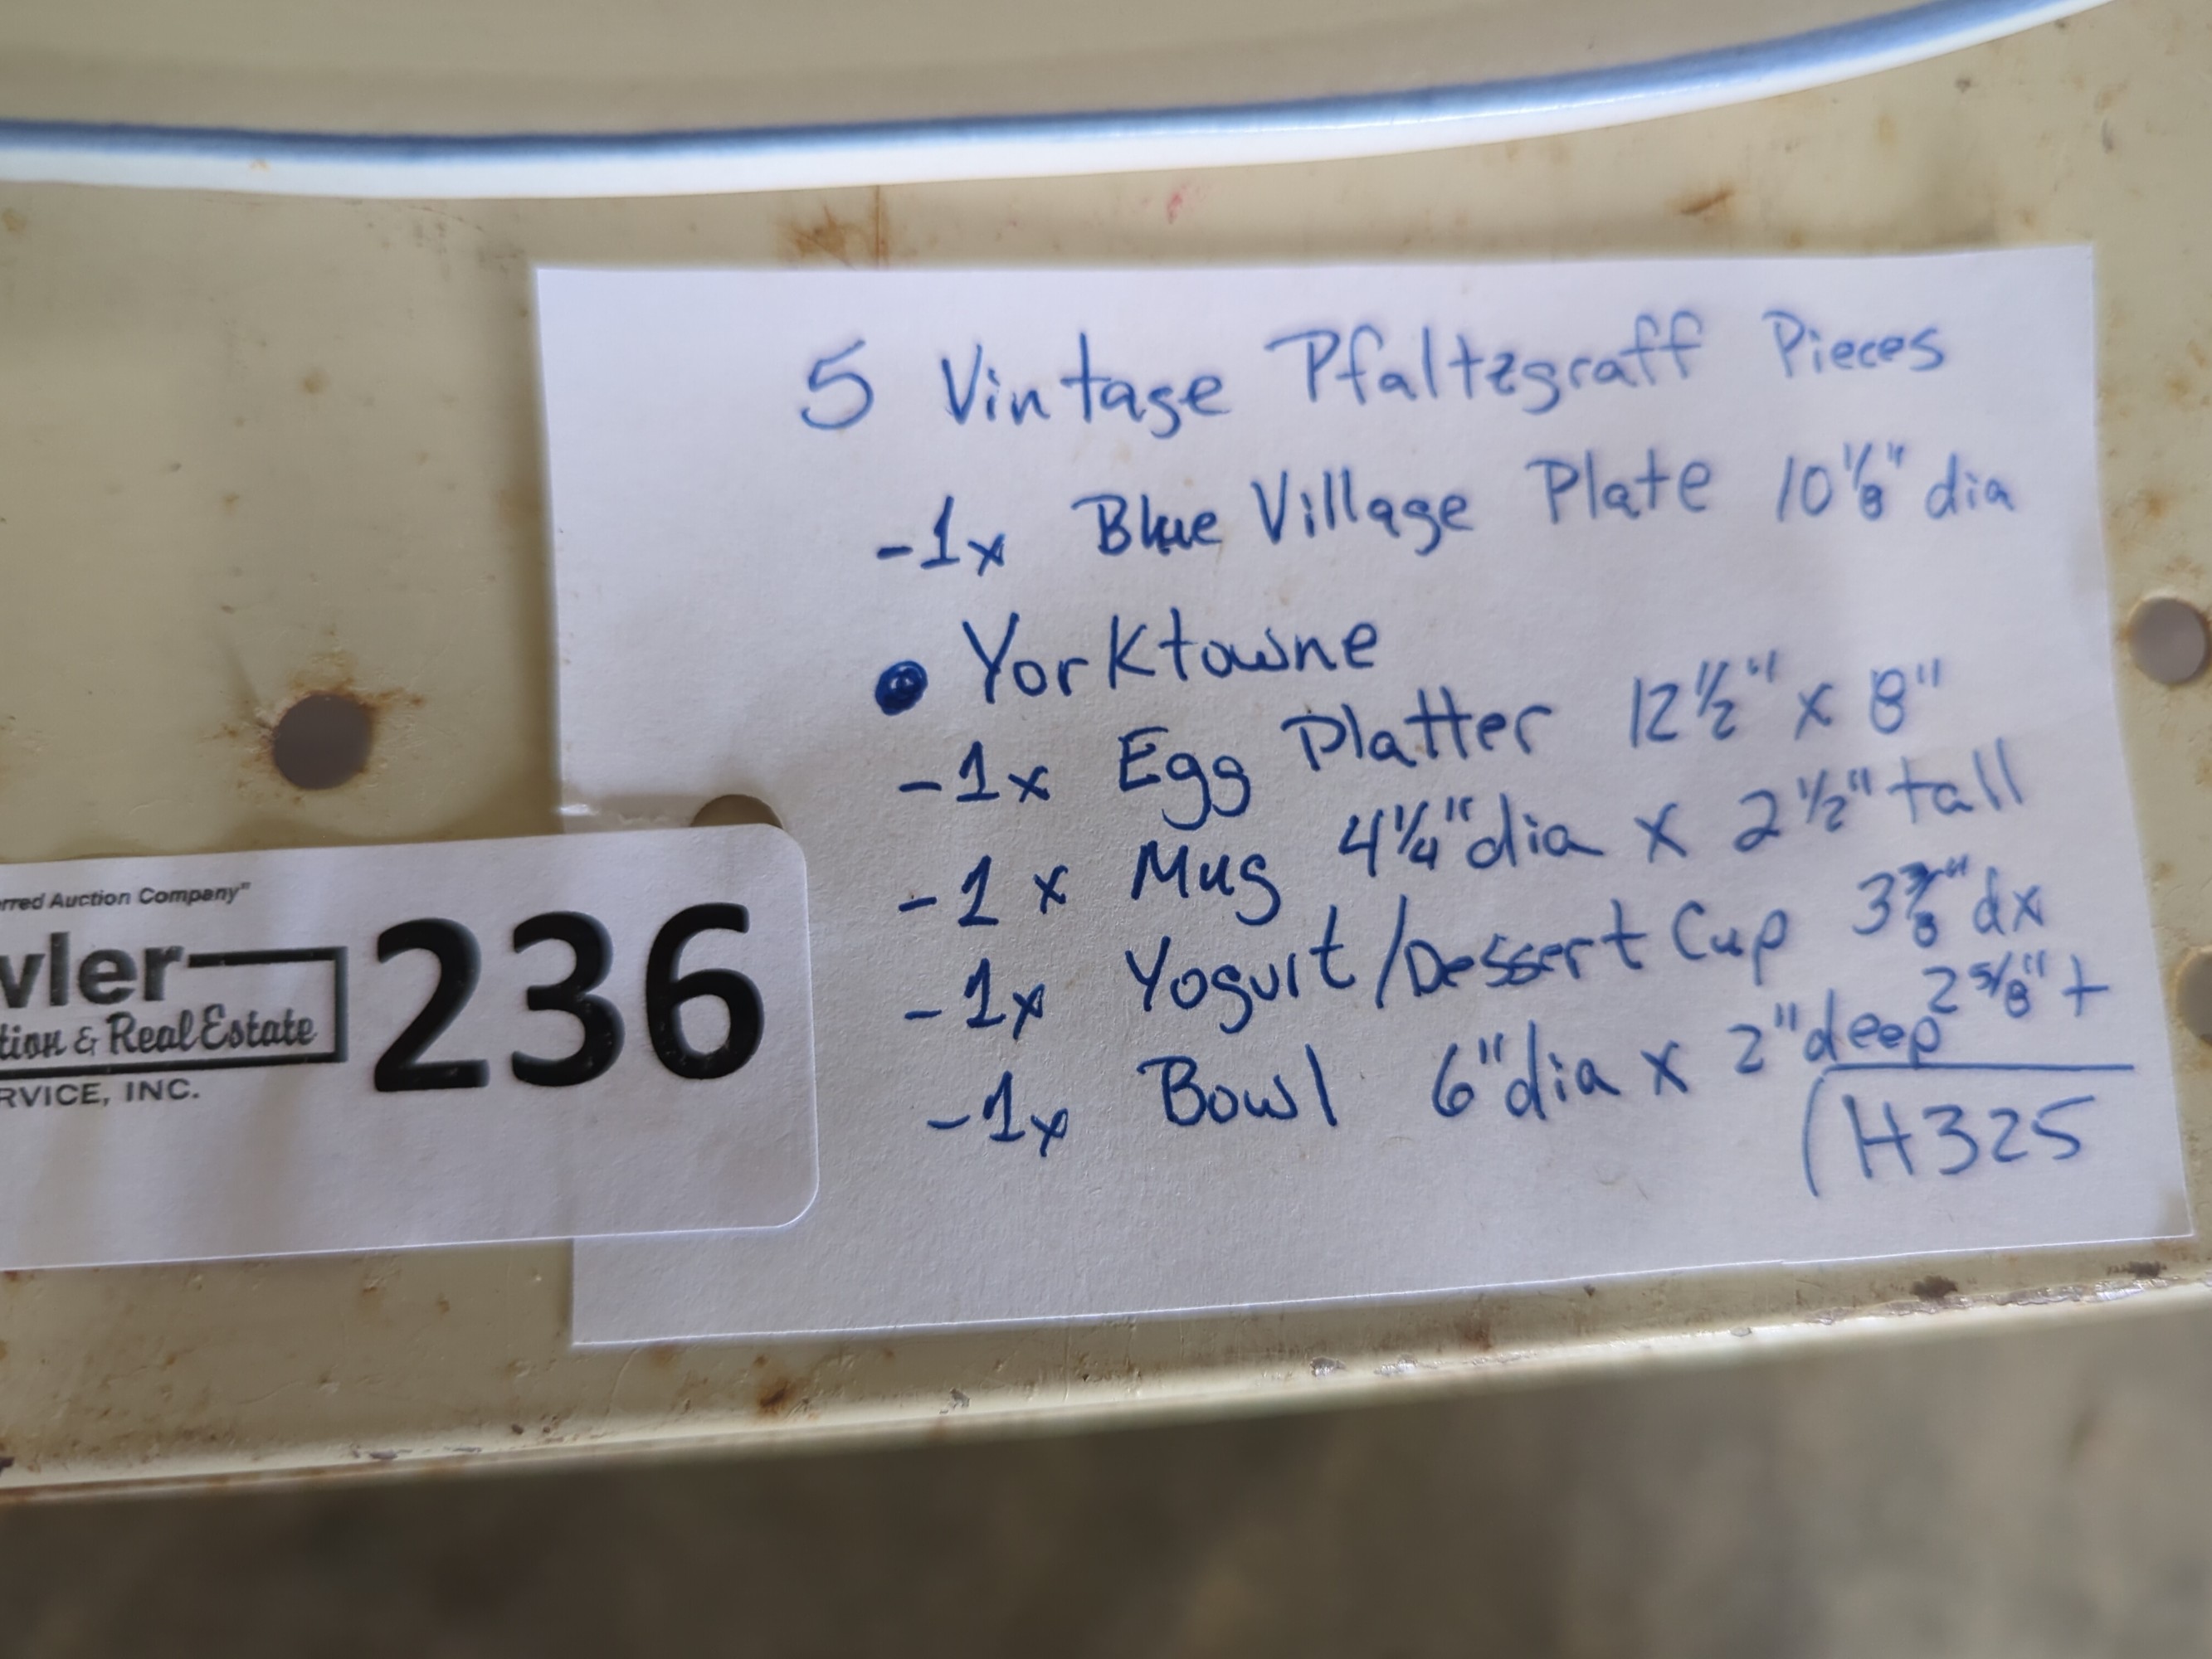 5 Vintage Pfaltzgraff Pieces
-1x Blue Village Plate 10 1/8" dia
• Yorktowne
-1x Egg Platter 12 1/2" x 8"
-1x Mug 4 1/4" dia x 2 1/2" tall
-1x Yogurt/Dessert Cup 3 3/8" d x
2 5/8" t
-1x Bowl 6" dia x 2" deep
H325
rred Auction Company"
wler
tion & Real Estate
RVICE, INC.
236